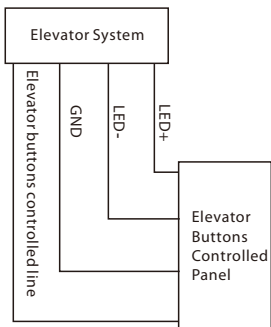 Elevator System
Elevator buttons controlled line
GND
LED-
LED+
Elevator
Buttons
Controlled
Panel